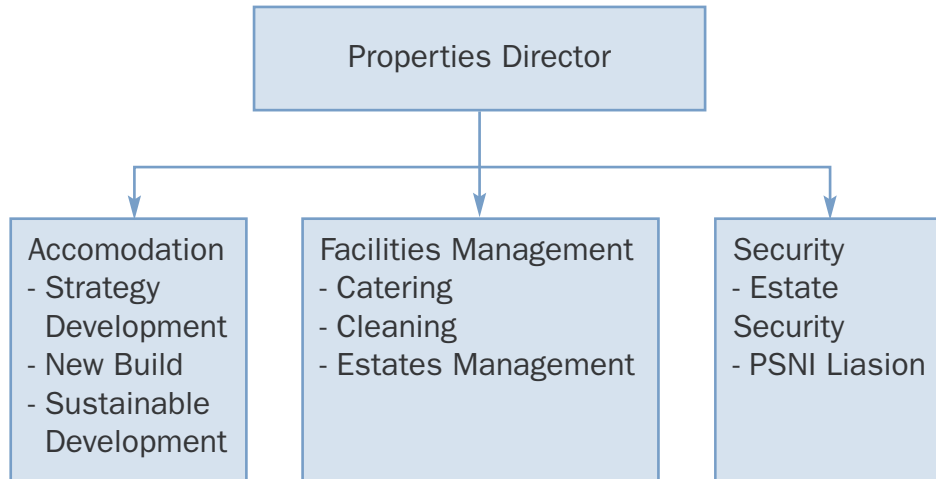 Properties Director
Accomodation
- Strategy
Development
- New Build
- Sustainable
Development
Facilities Management
- Catering
- Cleaning
- Estates Management
Security
- Estate
Security
- PSNI Liasion